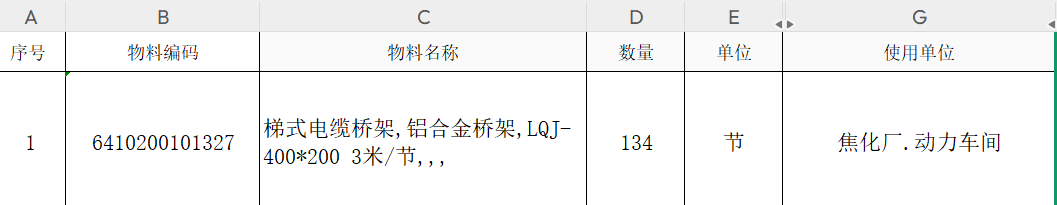 A B C D E G
序号 物料编码 物料名称 数量 单位 使用单位
1 6410200101327 梯式电缆桥架,铝合金桥架,LQJ-
400*200 3米/节,,, 134 节 焦化厂.动力车间